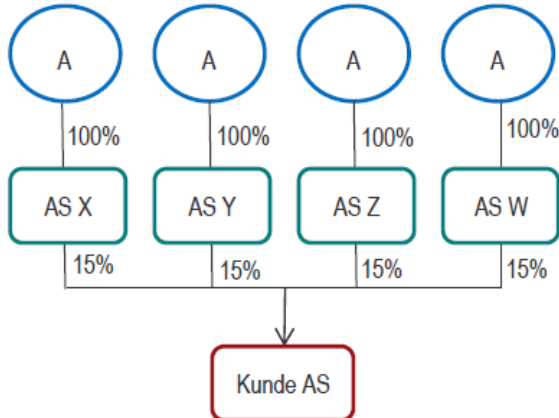 A A A A
100% 100% 100% 100%
AS X AS Y AS Z AS W
15% 15% 15% 15%
Kunde AS